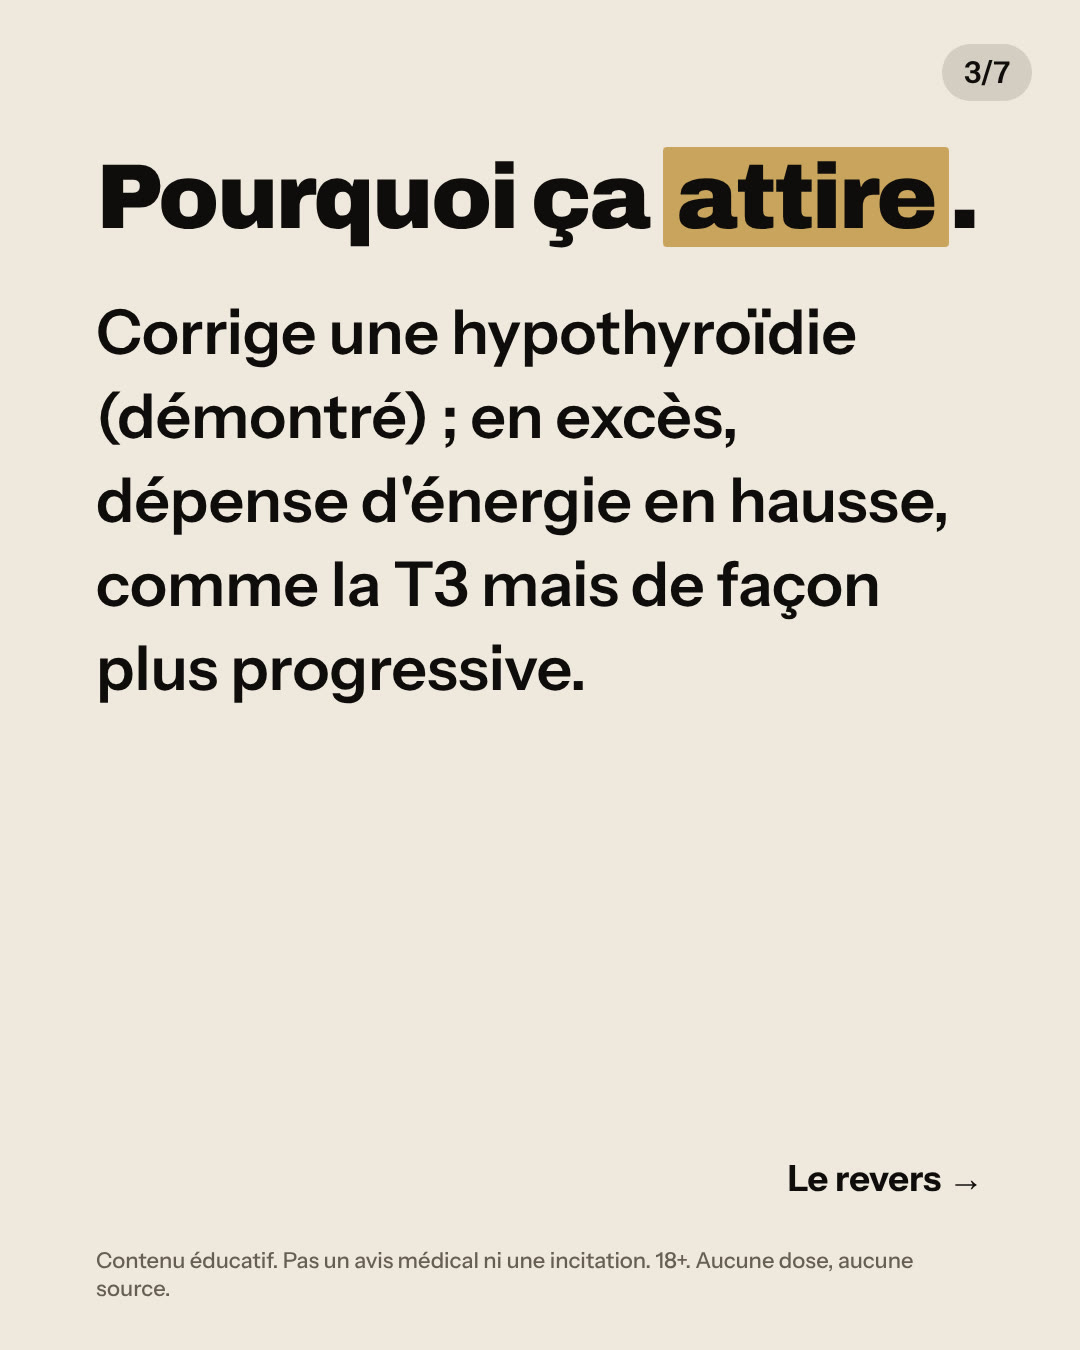 3/7
Pourquoi ça attire.
Corrige une hypothyroïdie
(démontré) ; en excès,
dépense d'énergie en hausse,
comme la T3 mais de façon
plus progressive.
Le revers →
Contenu éducatif. Pas un avis médical ni une incitation. 18+. Aucune dose, aucune
source.